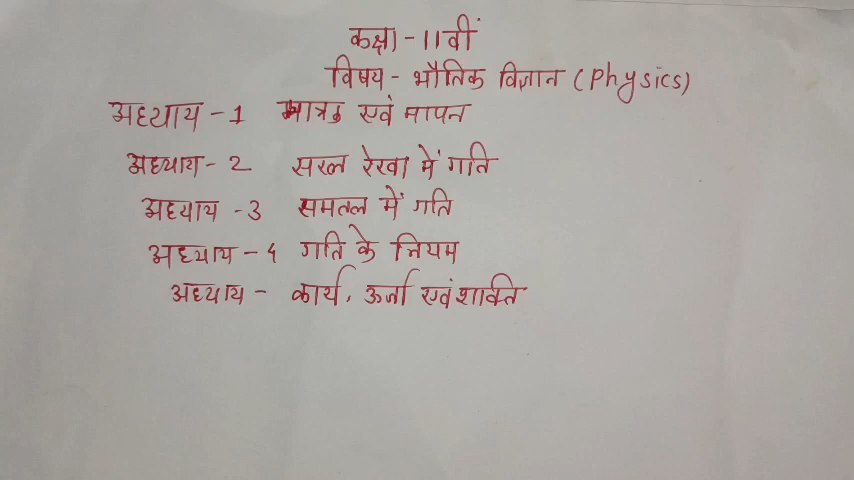 कक्षा - 11वीं
विषय - भौतिक विज्ञान (Physics)
अध्याय - 1 मात्रक एवं मापन
अध्याय - 2 सरल रेखा में गति
अध्याय - 3 समतल में गति
अध्याय - 4 गति के नियम
अध्याय - कार्य, ऊर्जा एवं शक्ति